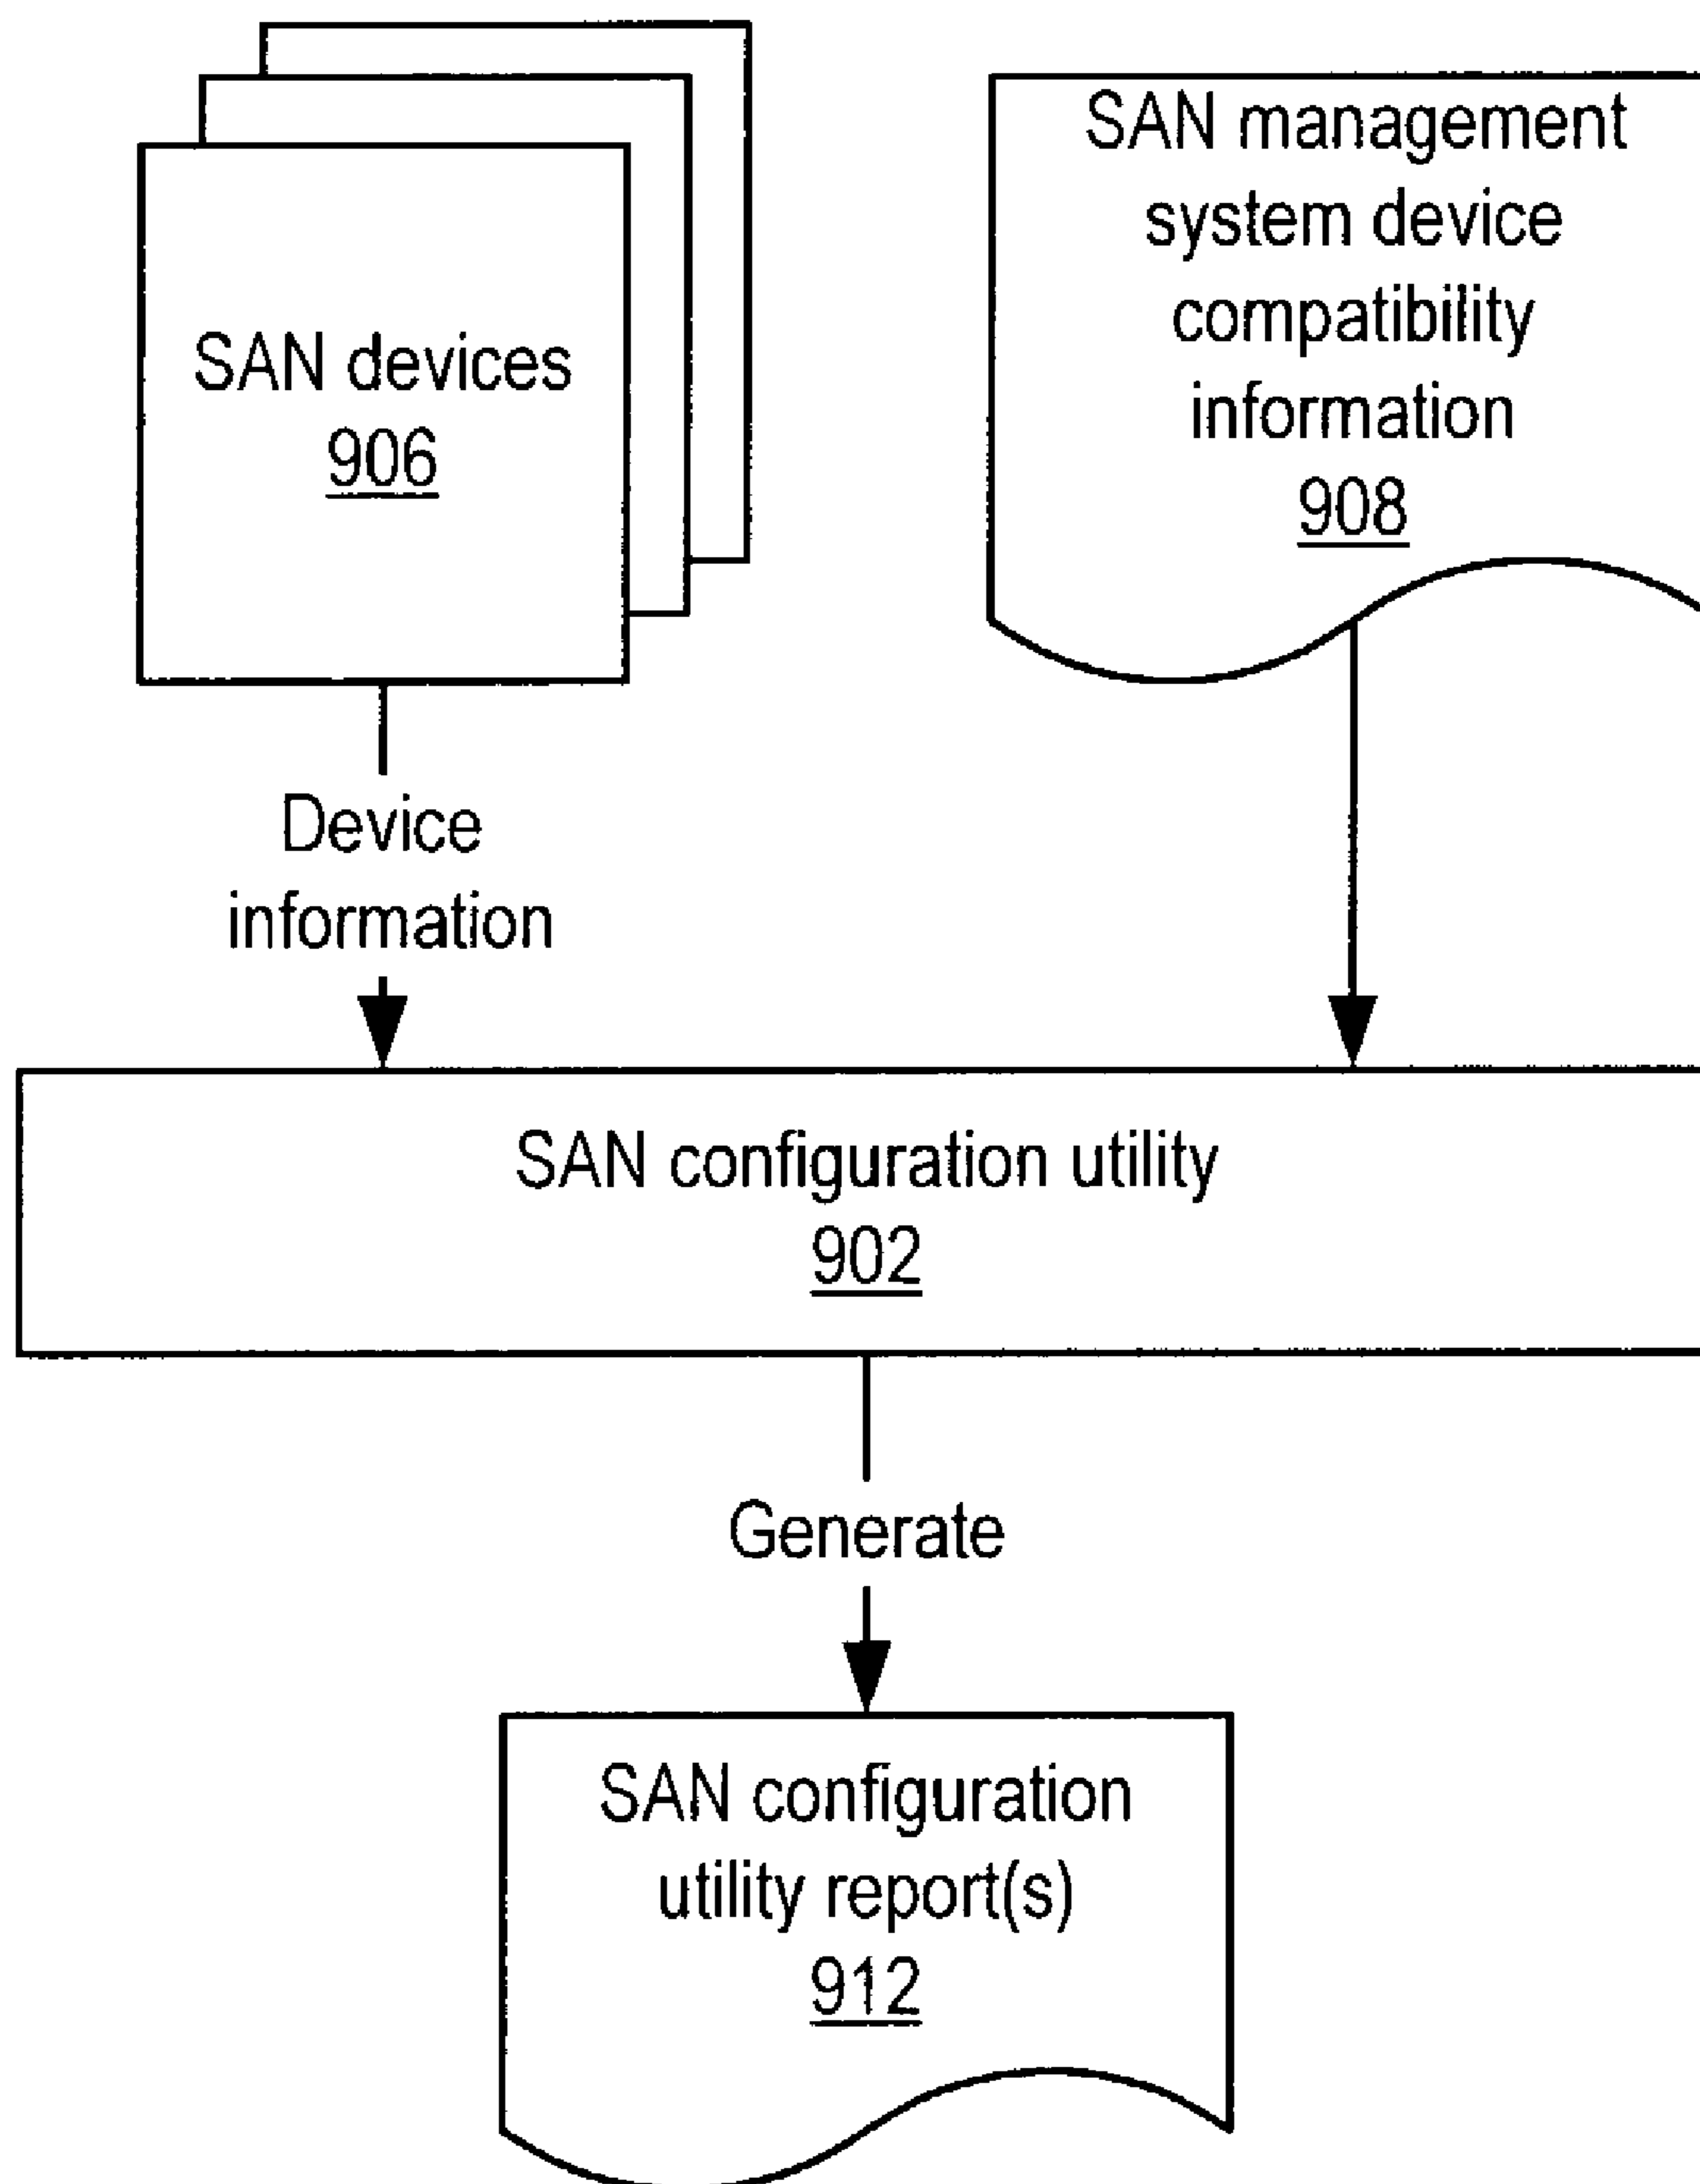 SAN devices
906
SAN management
system device
compatibility
information
908
Device
information
SAN configuration utility
902
Generate
SAN configuration
utility report(s)
912